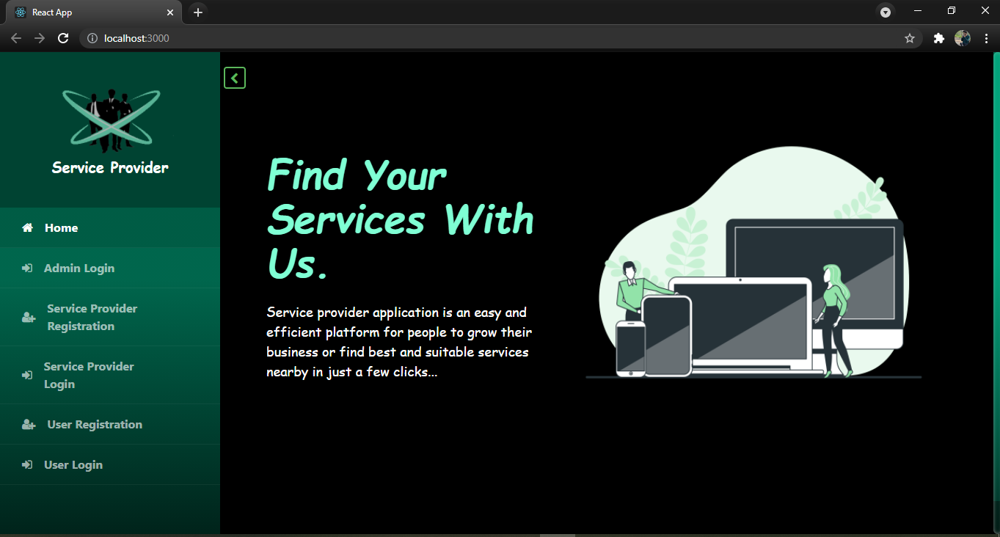 React App
localhost:3000
Service Provider
Home
Admin Login
Service Provider
Registration
Service Provider
Login
User Registration
User Login
Find Your
Services With
Us.
Service provider application is an easy and
efficient platform for people to grow their
business or find best and suitable services
nearby in just a few clicks...